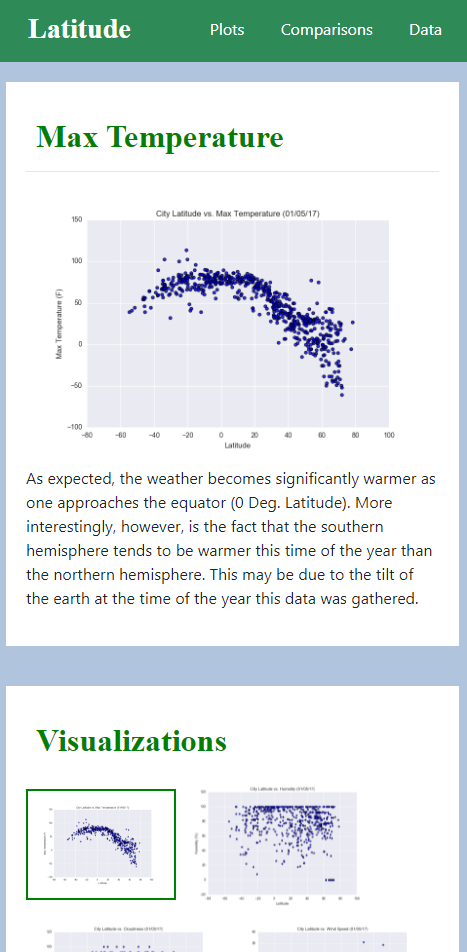 Latitude Plots Comparisons Data
Max Temperature
City Latitude vs. Max Temperature (01/05/17)
150
100
50
0
−50
−100
Max Temperature (F)
−80 −60 −40 −20 0 20 40 60 80 100
Latitude
As expected, the weather becomes significantly warmer as
one approaches the equator (0 Deg. Latitude). More
interestingly, however, is the fact that the southern
hemisphere tends to be warmer this time of the year than
the northern hemisphere. This may be due to the tilt of
the earth at the time of the year this data was gathered.
Visualizations
City Latitude vs. Max Temperature (01/05/17)
Latitude
City Latitude vs. Humidity (01/05/17)
Humidity (%)
Latitude
City Latitude vs. Cloudiness (01/05/17)
City Latitude vs. Wind Speed (01/05/17)